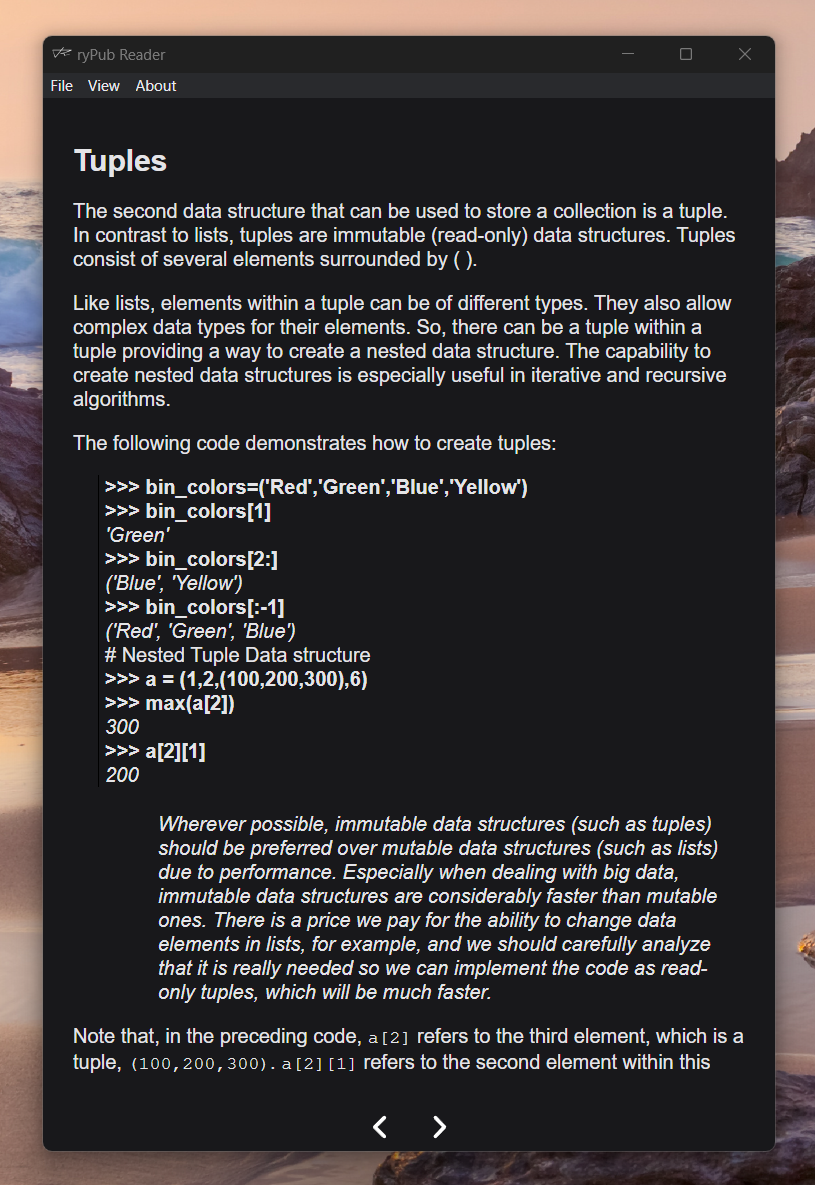 ryPub Reader
File View About
Tuples
The second data structure that can be used to store a collection is a tuple.
In contrast to lists, tuples are immutable (read-only) data structures. Tuples
consist of several elements surrounded by ( ).
Like lists, elements within a tuple can be of different types. They also allow
complex data types for their elements. So, there can be a tuple within a
tuple providing a way to create a nested data structure. The capability to
create nested data structures is especially useful in iterative and recursive
algorithms.
The following code demonstrates how to create tuples:
>>> bin_colors=('Red','Green','Blue','Yellow')
>>> bin_colors[1]
'Green'
>>> bin_colors[2:]
('Blue', 'Yellow')
>>> bin_colors[:-1]
('Red', 'Green', 'Blue')
# Nested Tuple Data structure
>>> a = (1,2,(100,200,300),6)
>>> max(a[2])
300
>>> a[2][1]
200
Wherever possible, immutable data structures (such as tuples)
should be preferred over mutable data structures (such as lists)
due to performance. Especially when dealing with big data,
immutable data structures are considerably faster than mutable
ones. There is a price we pay for the ability to change data
elements in lists, for example, and we should carefully analyze
that it is really needed so we can implement the code as read-
only tuples, which will be much faster.
Note that, in the preceding code, a[2] refers to the third element, which is a
tuple, (100,200,300). a[2][1] refers to the second element within this